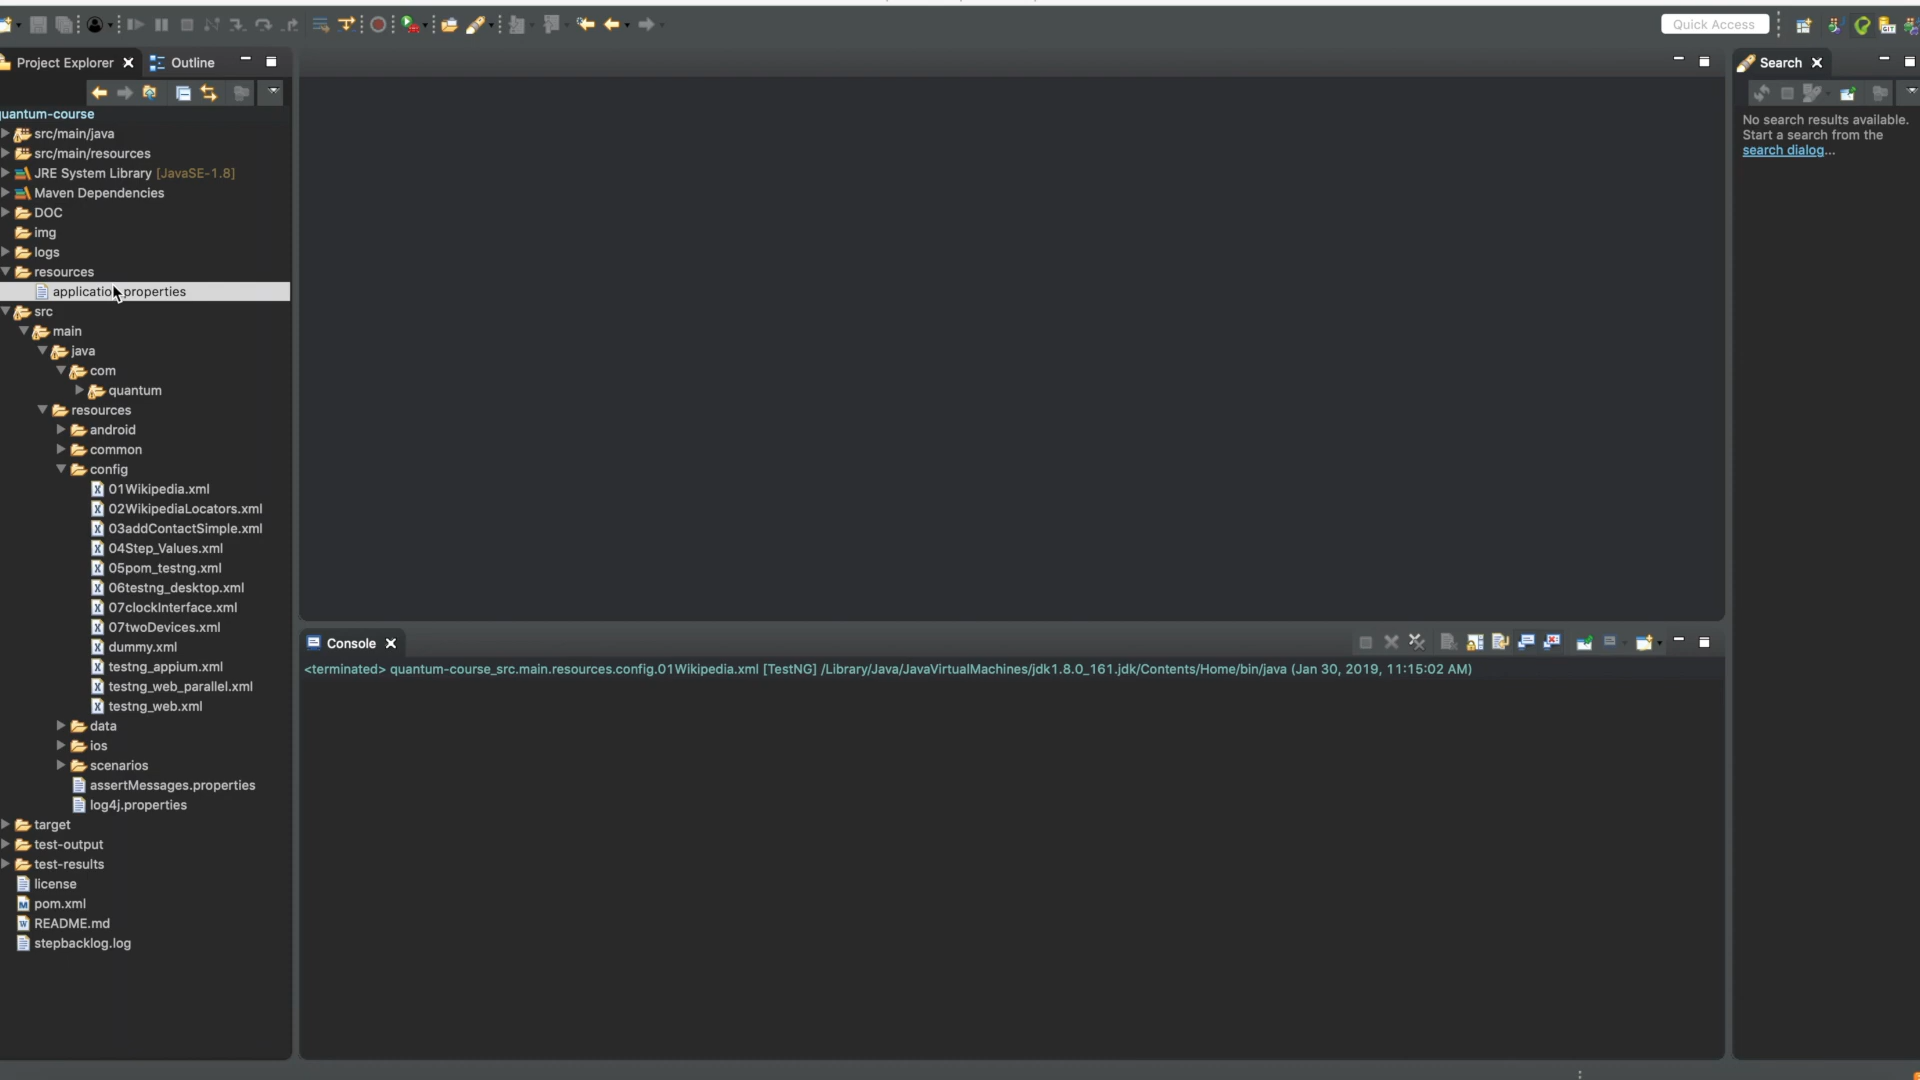 Quick Access
Project Explorer
Outline
quantum-course
src/main/java
src/main/resources
JRE System Library [JavaSE-1.8]
Maven Dependencies
DOC
img
logs
resources
application.properties
src
main
java
com
quantum
resources
android
common
config
01Wikipedia.xml
02WikipediaLocators.xml
03addContactSimple.xml
04Step_Values.xml
05pom_testng.xml
06testng_desktop.xml
07clockInterface.xml
07twoDevices.xml
dummy.xml
testng_appium.xml
testng_web_parallel.xml
testng_web.xml
data
ios
scenarios
assertMessages.properties
log4j.properties
target
test-output
test-results
license
pom.xml
README.md
stepbacklog.log
Console
<terminated> quantum-course_src.main.resources.config.01Wikipedia.xml [TestNG] /Library/Java/JavaVirtualMachines/jdk1.8.0_161.jdk/Contents/Home/bin/java (Jan 30, 2019, 11:15:02 AM)
Search
No search results available.
Start a search from the
search dialog...